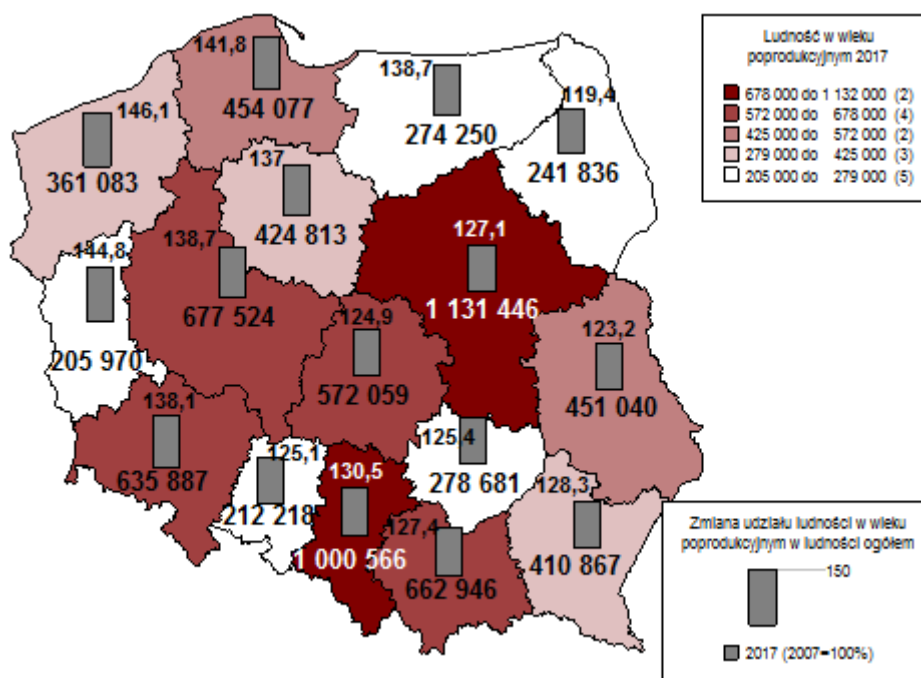 141,8
454 077
138,7
274 250
119,4
241 836
146,1
361 083
137
424 813
138,7
677 524
127,1
1 131 446
144,8
205 970
124,9
572 059
123,2
451 040
138,1
635 887
125,1
212 218
130,5
1 000 566
125,4
278 681
127,4
662 946
128,3
410 867
Ludność w wieku
poprodukcyjnym 2017
678 000 do 1 132 000 (2)
572 000 do 678 000 (4)
425 000 do 572 000 (2)
279 000 do 425 000 (3)
205 000 do 279 000 (5)
Zmiana udziału ludności w wieku
poprodukcyjnym w ludności ogółem
150
2017 (2007=100%)